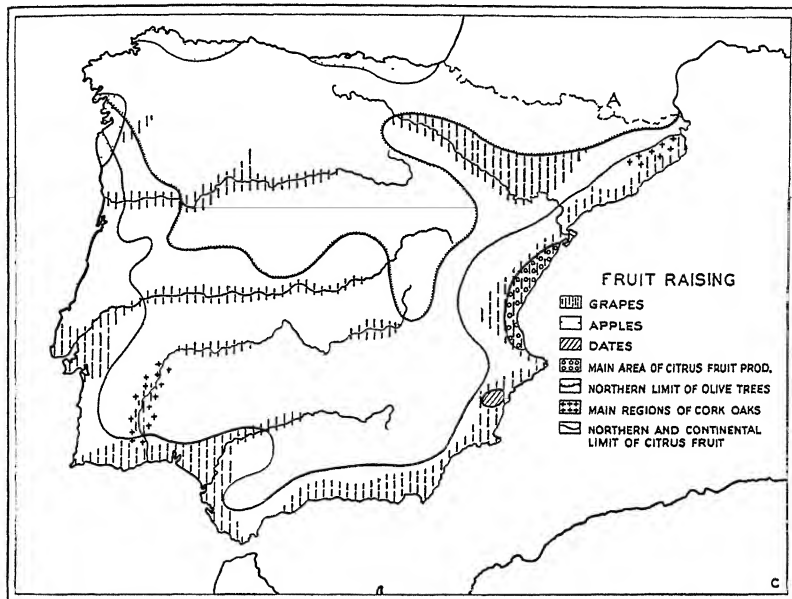 A
FRUIT RAISING
GRAPES
APPLES
DATES
MAIN AREA OF CITRUS FRUIT PROD.
NORTHERN LIMIT OF OLIVE TREES
MAIN REGIONS OF CORK OAKS
NORTHERN AND CONTINENTAL
LIMIT OF CITRUS FRUIT
C